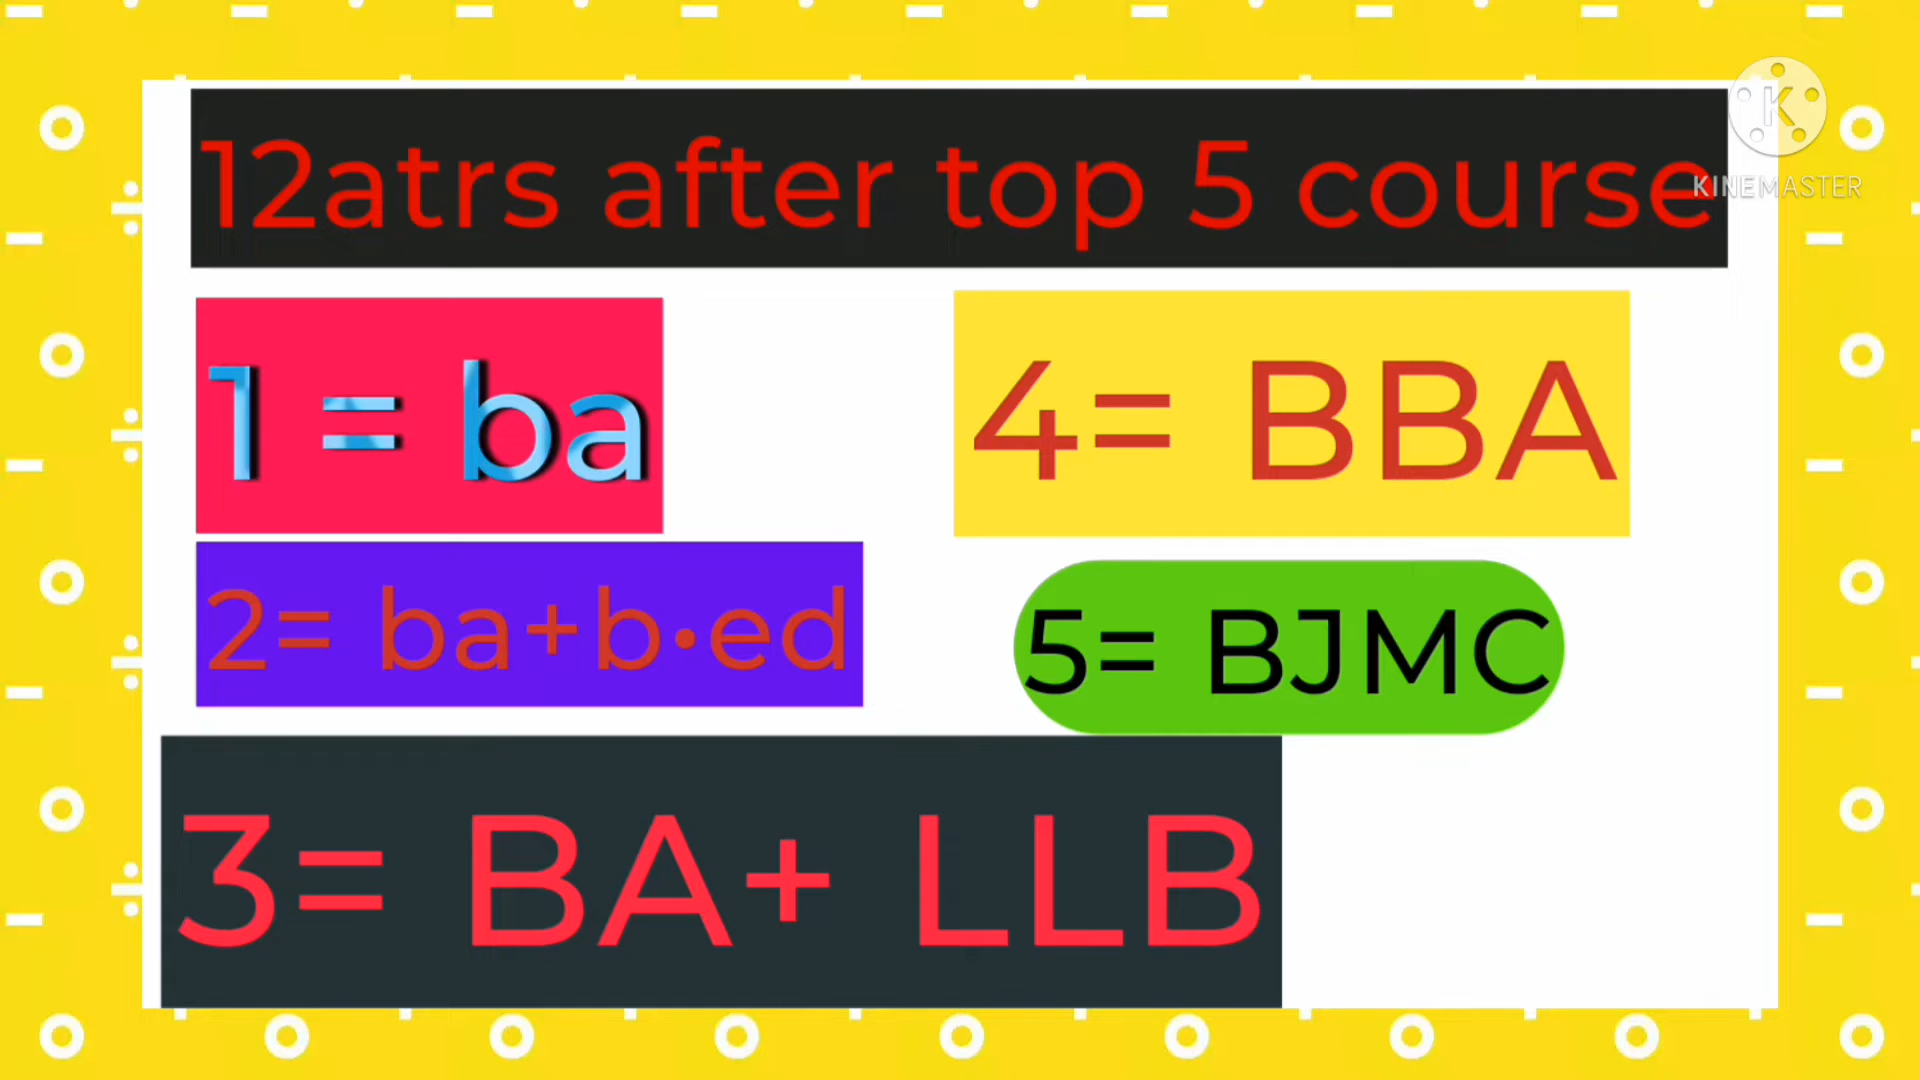 12atrs after top 5 course
KINEMASTER
1 = ba
2= ba+b•ed
3= BA+ LLB
4= BBA
5= BJMC